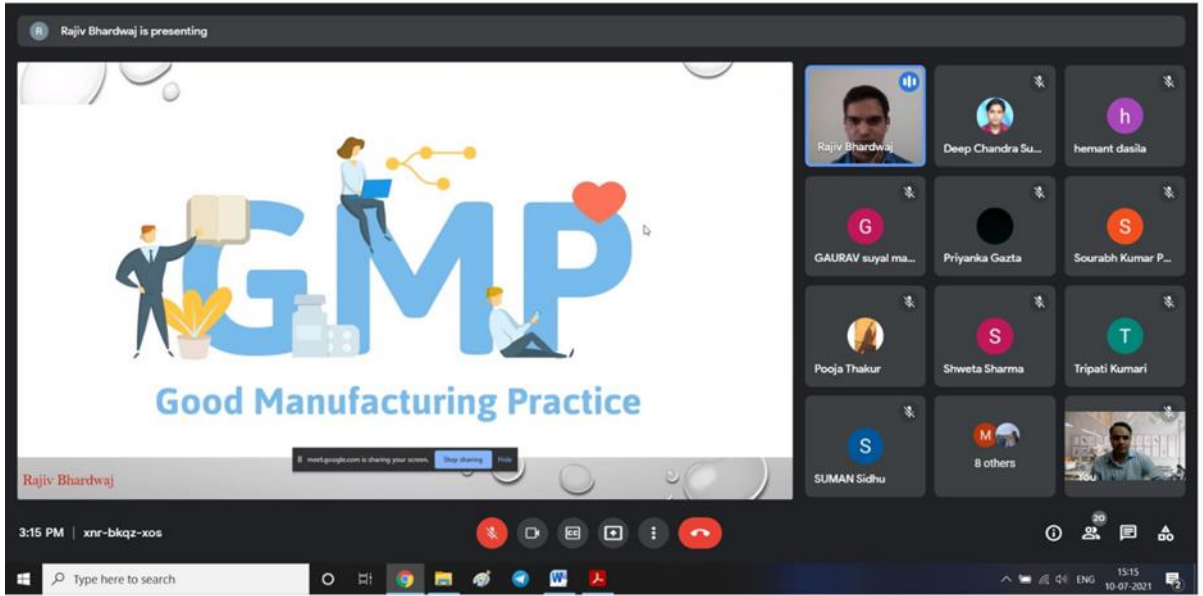 R Rajiv Bhardwaj is presenting
GMP
Good Manufacturing Practice
meet.google.com is sharing your screen. Stop sharing Hide
Rajiv Bhardwaj
Rajiv Bhardwaj
Deep Chandra Su...
h
hemant dasila
G
GAURAV suyal ma...
Priyanka Gazta
S
Sourabh Kumar P...
Pooja Thakur
S
Shweta Sharma
T
Tripati Kumari
S
SUMAN Sidhu
M
8 others
You
3:15 PM | xnr-bkqz-xos
CC
20
Type here to search
W
ENG
15:15
10-07-2021
2